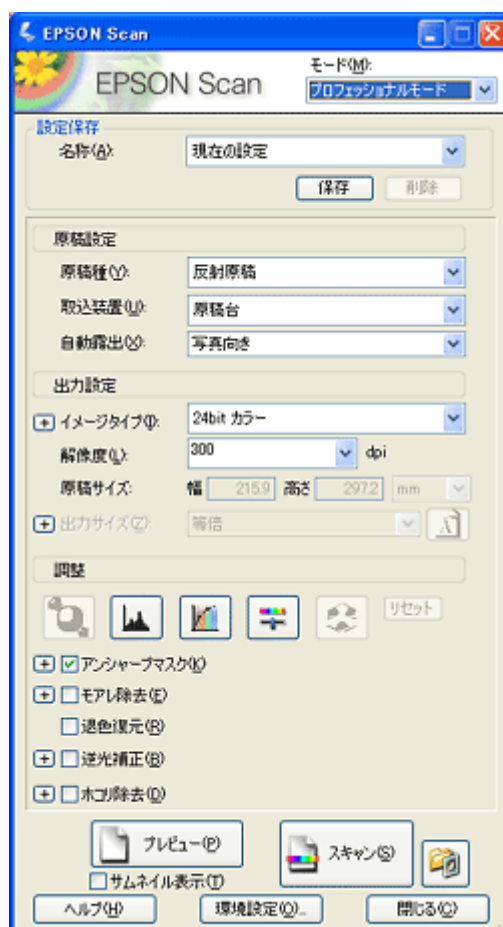 EPSON Scan
EPSON Scan
モード(M):
プロフェッショナルモード
設定保存
名称(A):
現在の設定
保存
削除
原稿設定
原稿種(Y):
反射原稿
取込装置(U):
原稿台
自動露出(X):
写真向き
出力設定
イメージタイプ(I):
24bit カラー
解像度(L):
300
dpi
原稿サイズ:
幅 215.9 高さ 297.2 mm
出力サイズ(Z):
等倍
調整
リセット
アンシャープマスク(K)
モアレ除去(E)
退色復元(R)
逆光補正(B)
ホコリ除去(D)
プレビュー(P)
スキャン(S)
サムネイル表示(T)
ヘルプ(H)
環境設定(O)...
閉じる(C)